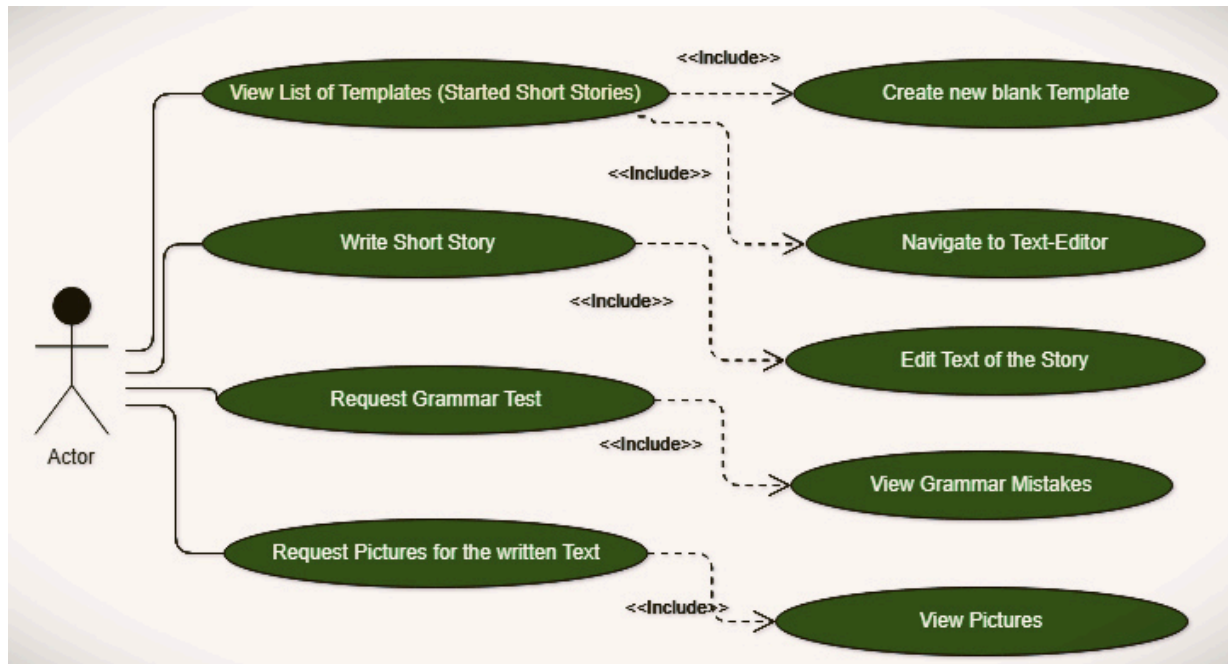 <<Include>>
View List of Templates (Started Short Stories)
Create new blank Template
<<Include>>
Write Short Story
Navigate to Text-Editor
<<Include>>
Edit Text of the Story
Request Grammar Test
<<Include>>
Actor
View Grammar Mistakes
Request Pictures for the written Text
<<Include>>
View Pictures